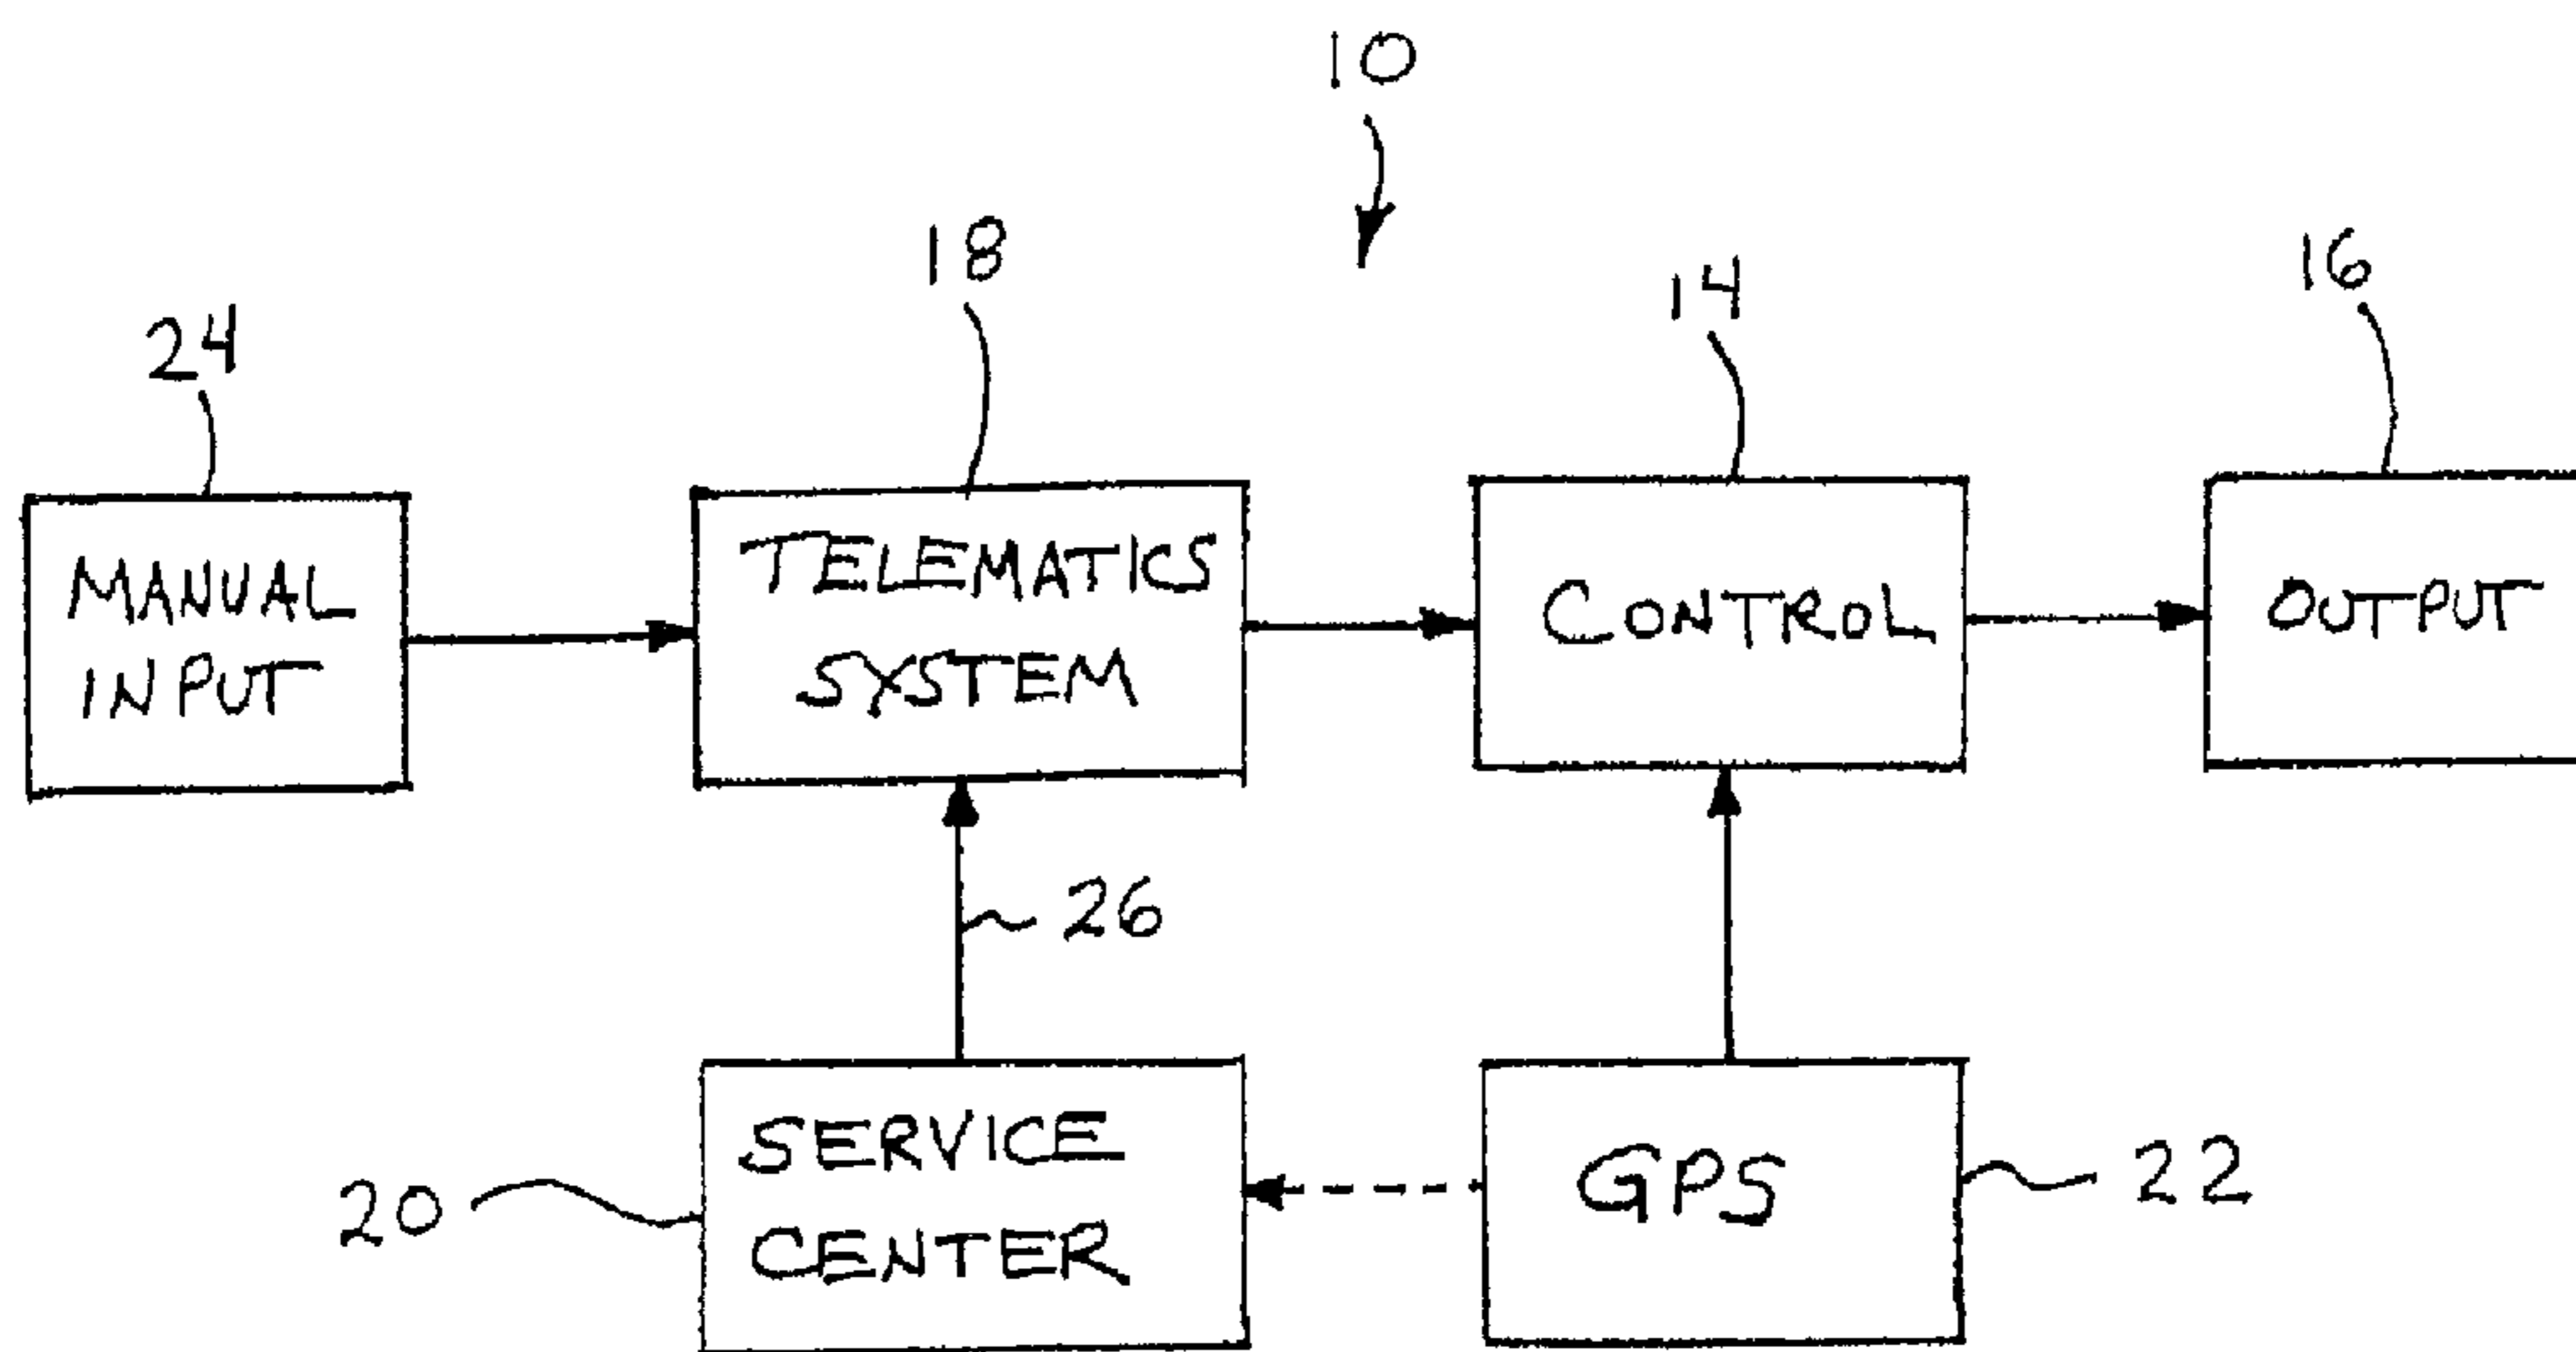 10
18
14
16
24
MANUAL
INPUT
TELEMATICS
SYSTEM
CONTROL
OUTPUT
26
SERVICE
CENTER
GPS
20
22